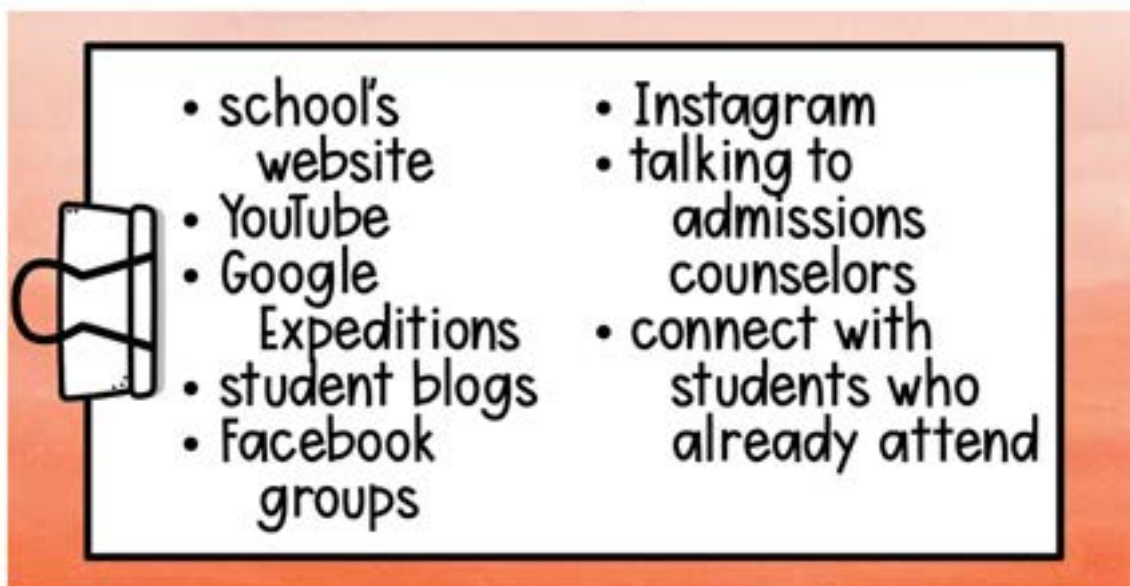 • school's
website
• YouTube
• Google
Expeditions
• student blogs
• Facebook
groups
• Instagram
• talking to
admissions
counselors
• connect with
students who
already attend